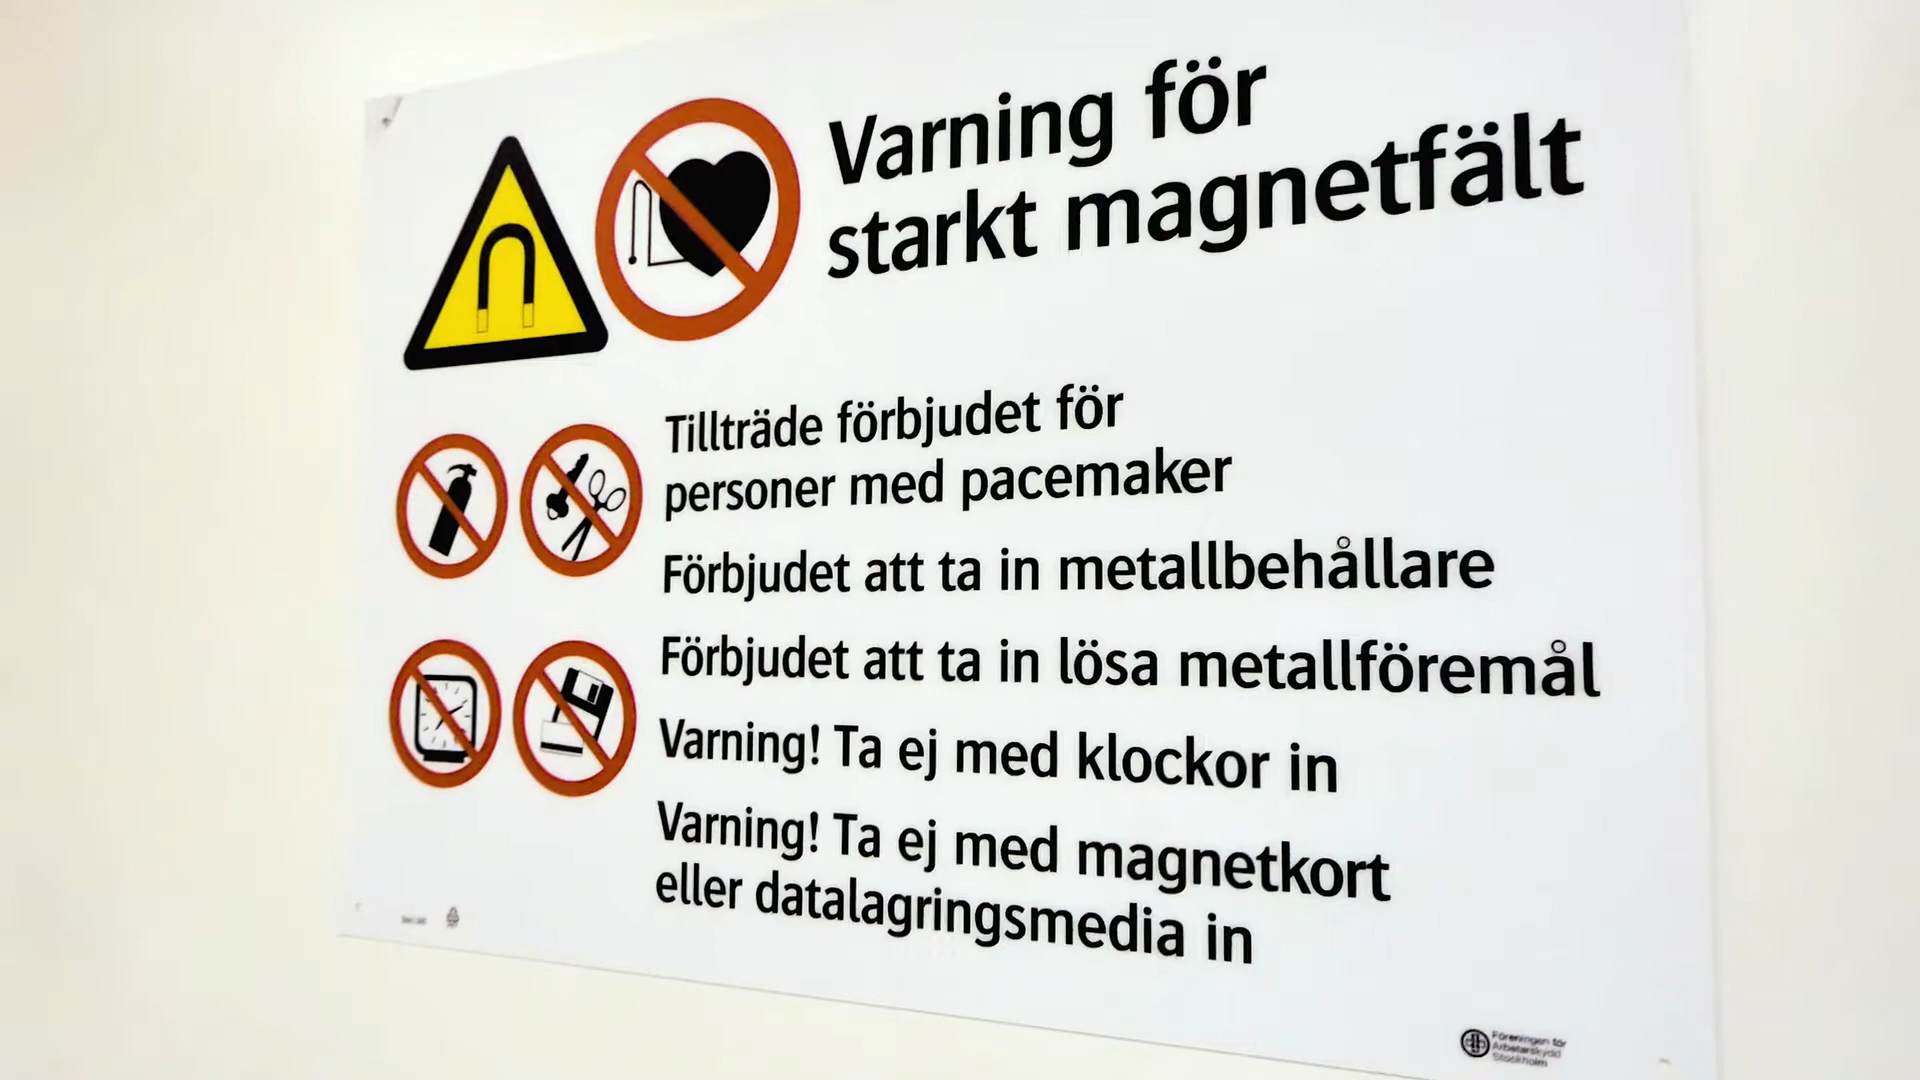 Varning för
starkt magnetfält
Tillträde förbjudet för
personer med pacemaker
Förbjudet att ta in metallbehållare
Förbjudet att ta in lösa metallföremål
Varning! Ta ej med klockor in
Varning! Ta ej med magnetkort
eller datalagringsmedia in
Föreningen för
Arbetarskydd
Stockholm